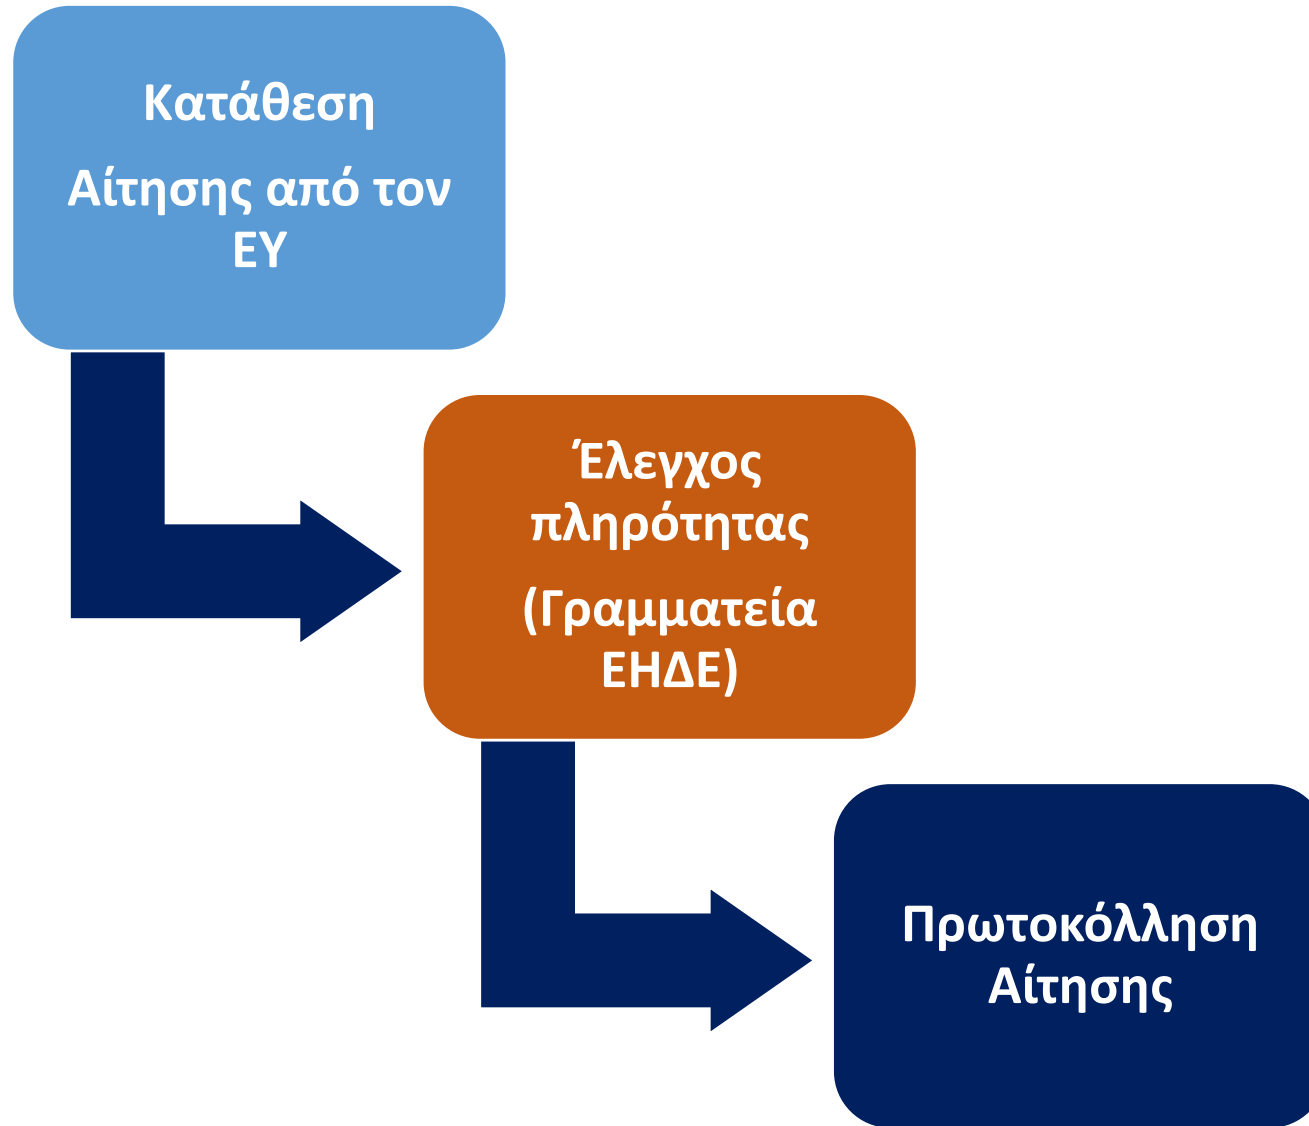 Κατάθεση
Αίτησης από τον
ΕΥ
Έλεγχος
πληρότητας
(Γραμματεία
ΕΗΔΕ)
Πρωτοκόλληση
Αίτησης